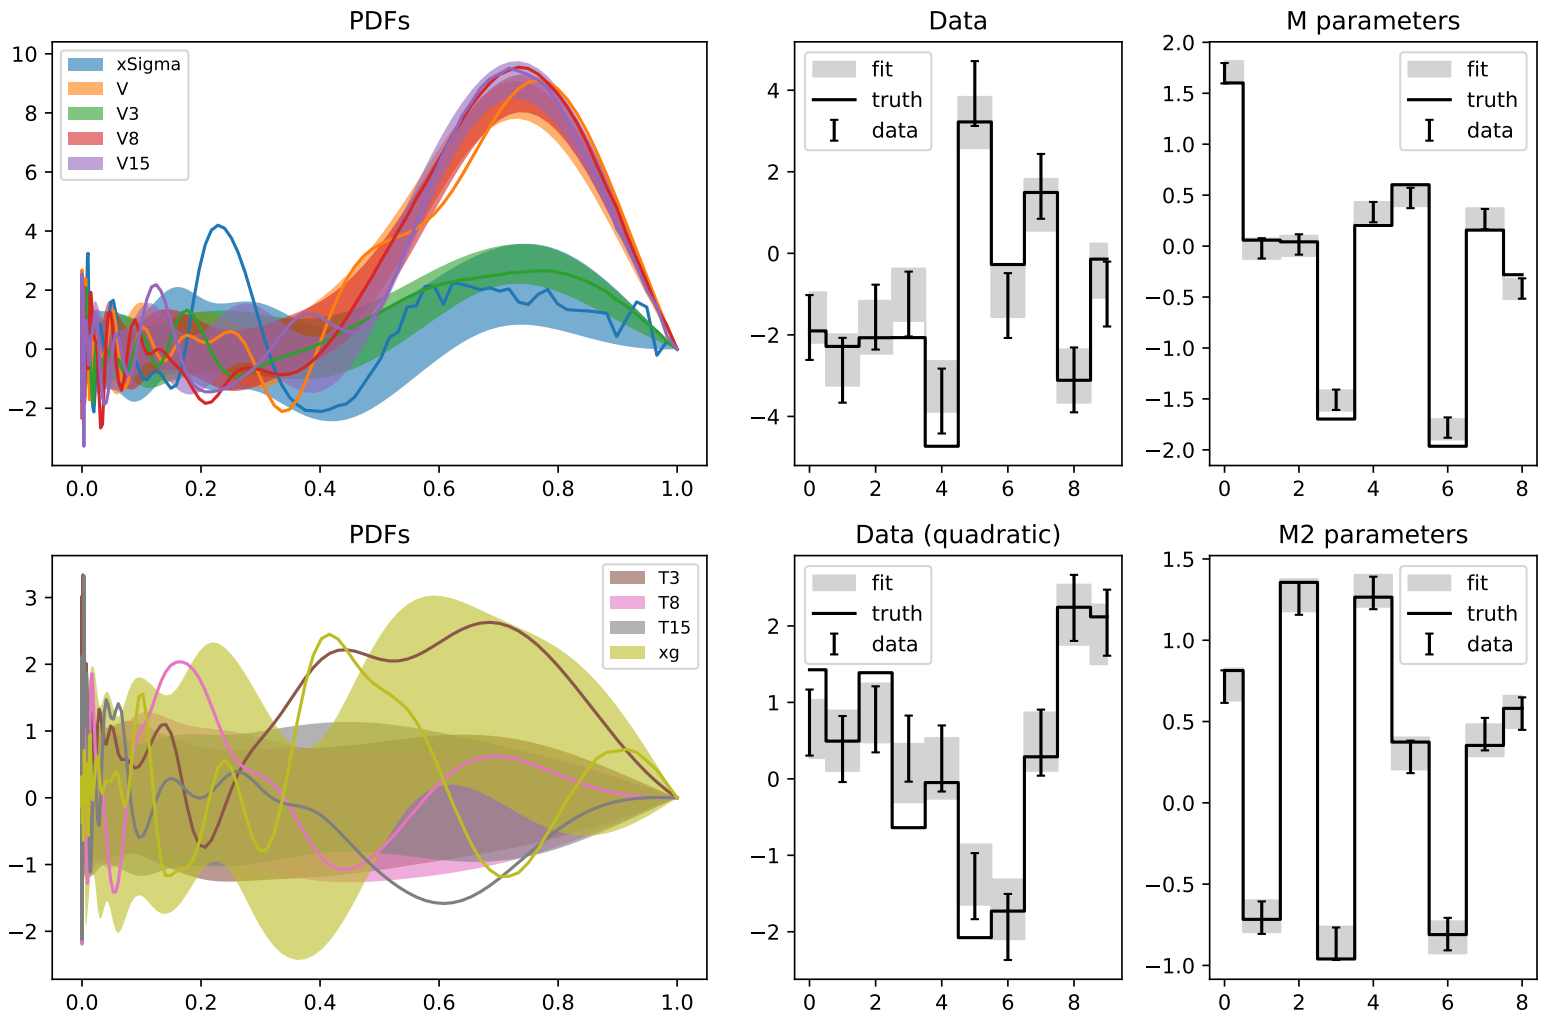 PDFs
10
8
6
4
2
0
−2
0.0 0.2 0.4 0.6 0.8 1.0
xSigma
V
V3
V8
V15
Data
4
2
0
−2
−4
0 2 4 6 8
fit
truth
data
M parameters
2.0
1.5
1.0
0.5
0.0
−0.5
−1.0
−1.5
−2.0
0 2 4 6 8
fit
truth
data
PDFs
3
2
1
0
−1
−2
0.0 0.2 0.4 0.6 0.8 1.0
T3
T8
T15
xg
Data (quadratic)
2
1
0
−1
−2
0 2 4 6 8
fit
truth
data
M2 parameters
1.5
1.0
0.5
0.0
−0.5
−1.0
0 2 4 6 8
fit
truth
data